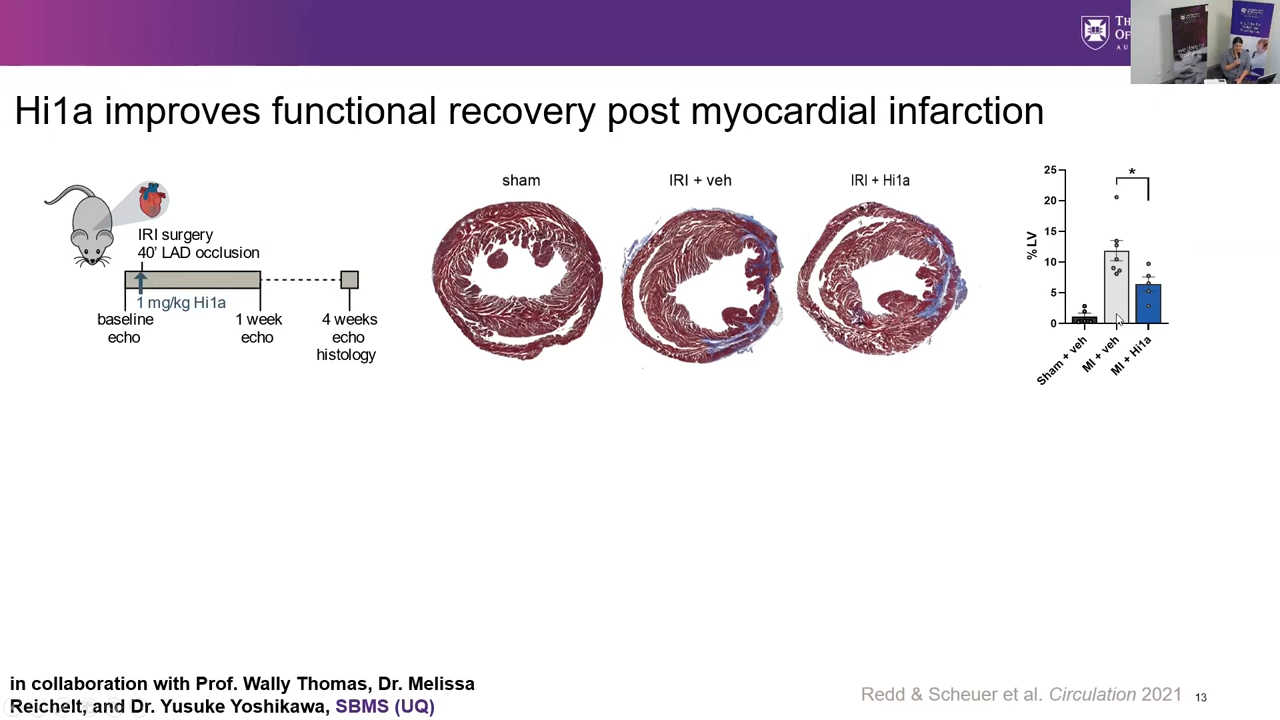 TH
OF
A U
Hi1a improves functional recovery post myocardial infarction
IRI surgery
40' LAD occlusion
1 mg/kg Hi1a
baseline
echo
1 week
echo
4 weeks
echo
histology
sham
IRI + veh
IRI + Hi1a
%LV
25
20
15
10
5
0
*
Sham + veh
MI + veh
MI + Hi1a
in collaboration with Prof. Wally Thomas, Dr. Melissa
Reichelt, and Dr. Yusuke Yoshikawa, SBMS (UQ)
Redd & Scheuer et al. Circulation 2021
13